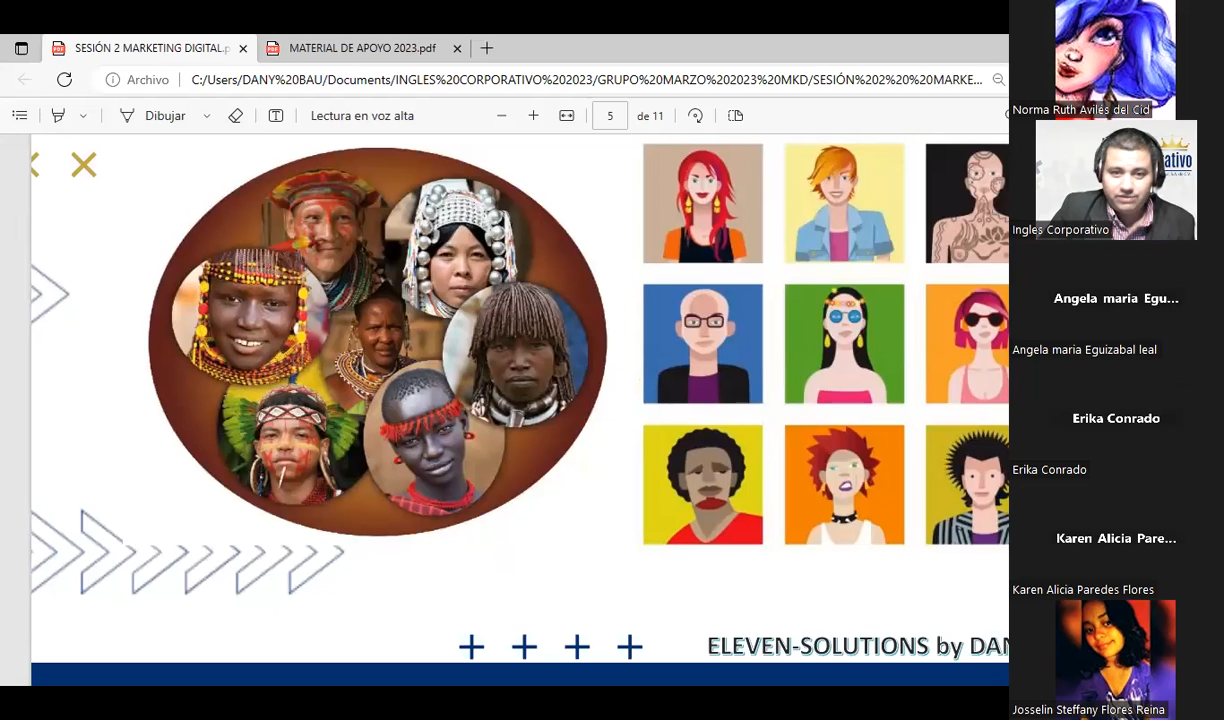 SESIÓN 2 MARKETING DIGITAL.p
MATERIAL DE APOYO 2023.pdf
Archivo
C:/Users/DANY%20BAU/Documents/INGLES%20CORPORATIVO%202023/GRUPO%20MARZO%202023%20MKD/SESIÓN%202%20%20MARKE...
Dibujar
Lectura en voz alta
5
de 11
ELEVEN-SOLUTIONS by DAN
Norma Ruth Aviles del Cid
ativo
Ingles Corporativo
Angela maria Egu...
Angela maria Eguizabal leal
Erika Conrado
Erika Conrado
Karen Alicia Pare...
Karen Alicia Paredes Flores
Josselin Steffany Flores Reina